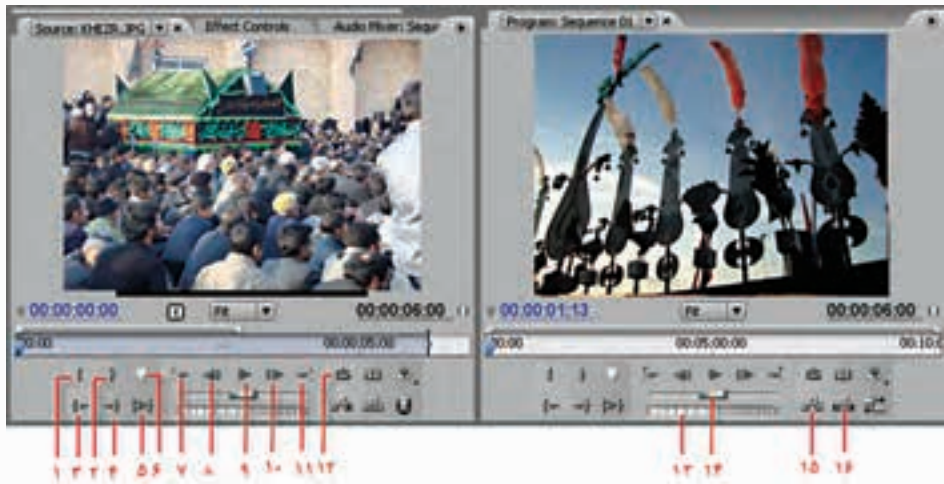 Source: KHEZR.JPG Effect Controls Audio Mixer: Sequ
Program: Sequence 01
00:00:00:00 Fit 00:00:06:00
00:00:01:13 Fit 00:00:06:00
00:00 00:00:05:00
00:00 00:05:00:00 00:10:0
۱ ۳ ۲ ۴ ۵ ۶ ۷ ۸ ۹ ۱۰ ۱۱ ۱۲
۱۳ ۱۴ ۱۵ ۱۶